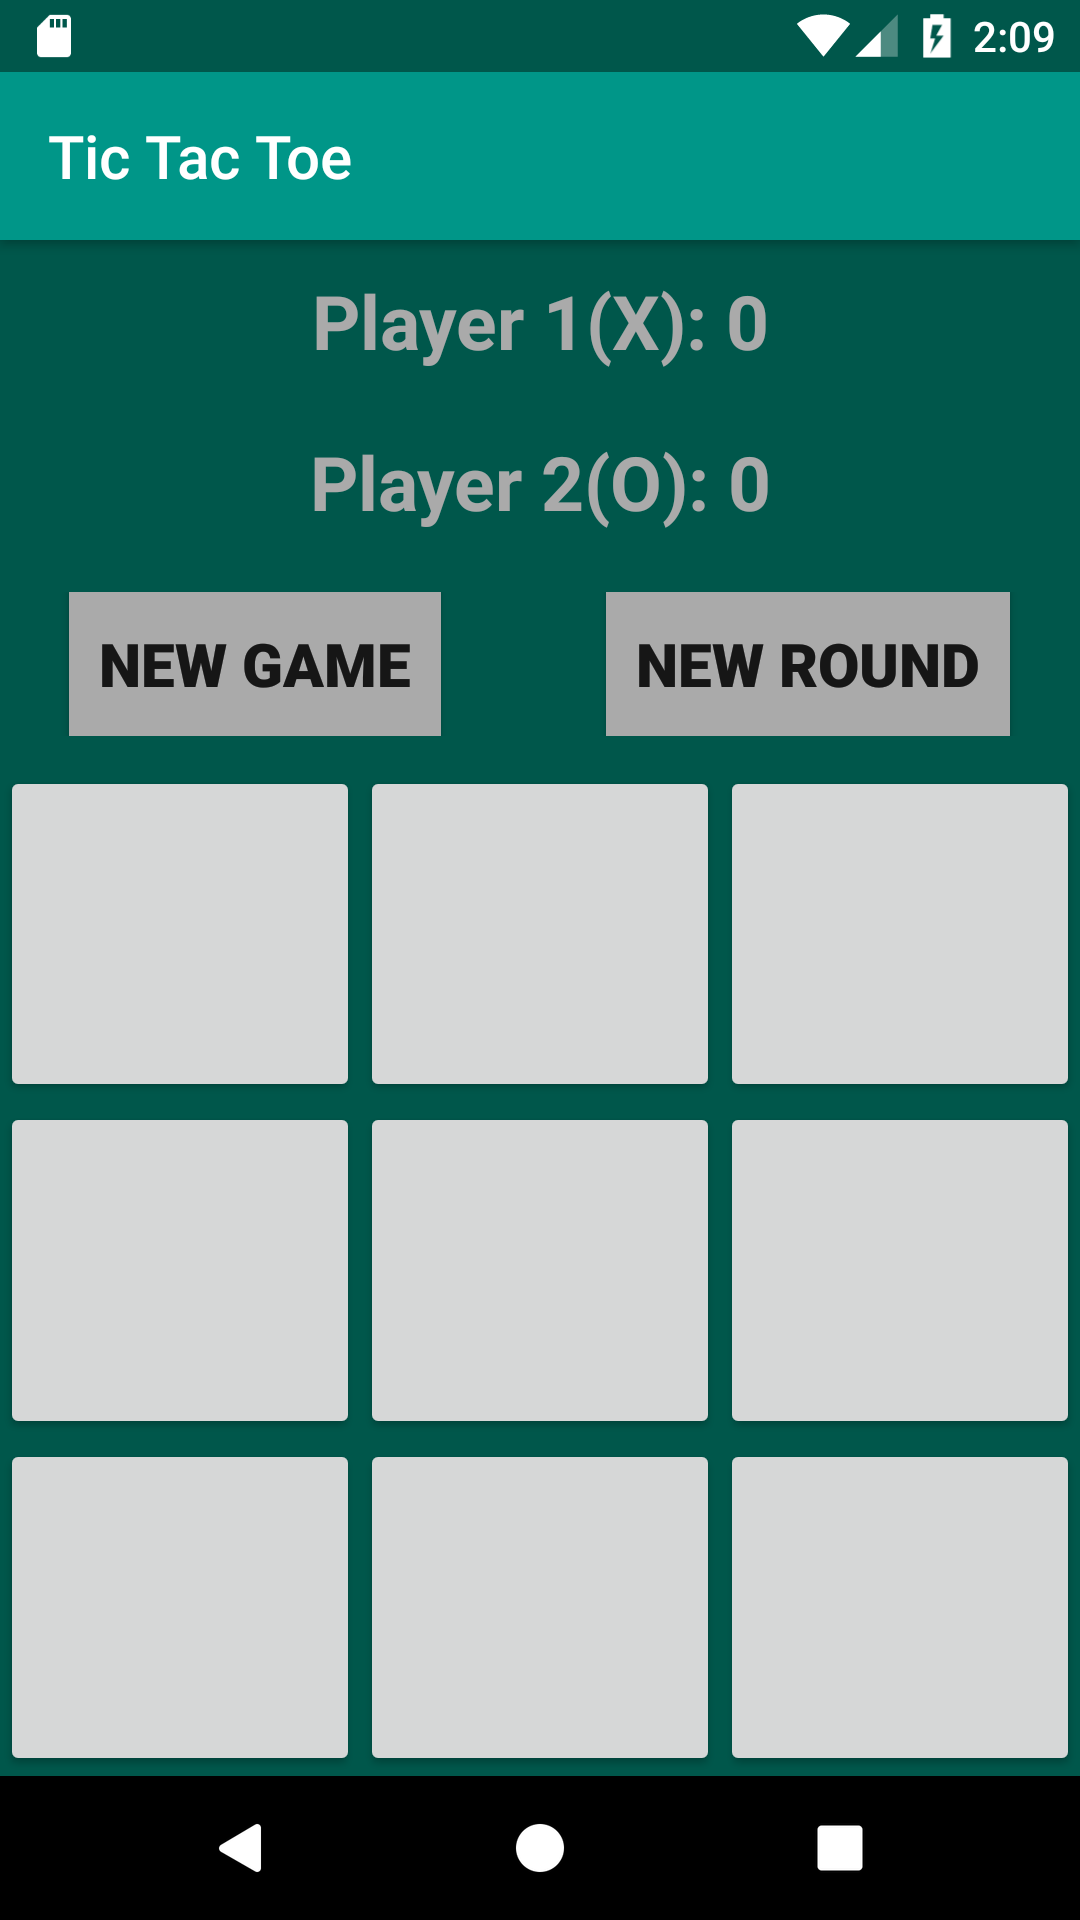 2:09
Tic Tac Toe
Player 1(X): 0
Player 2(O): 0
NEW GAME
NEW ROUND